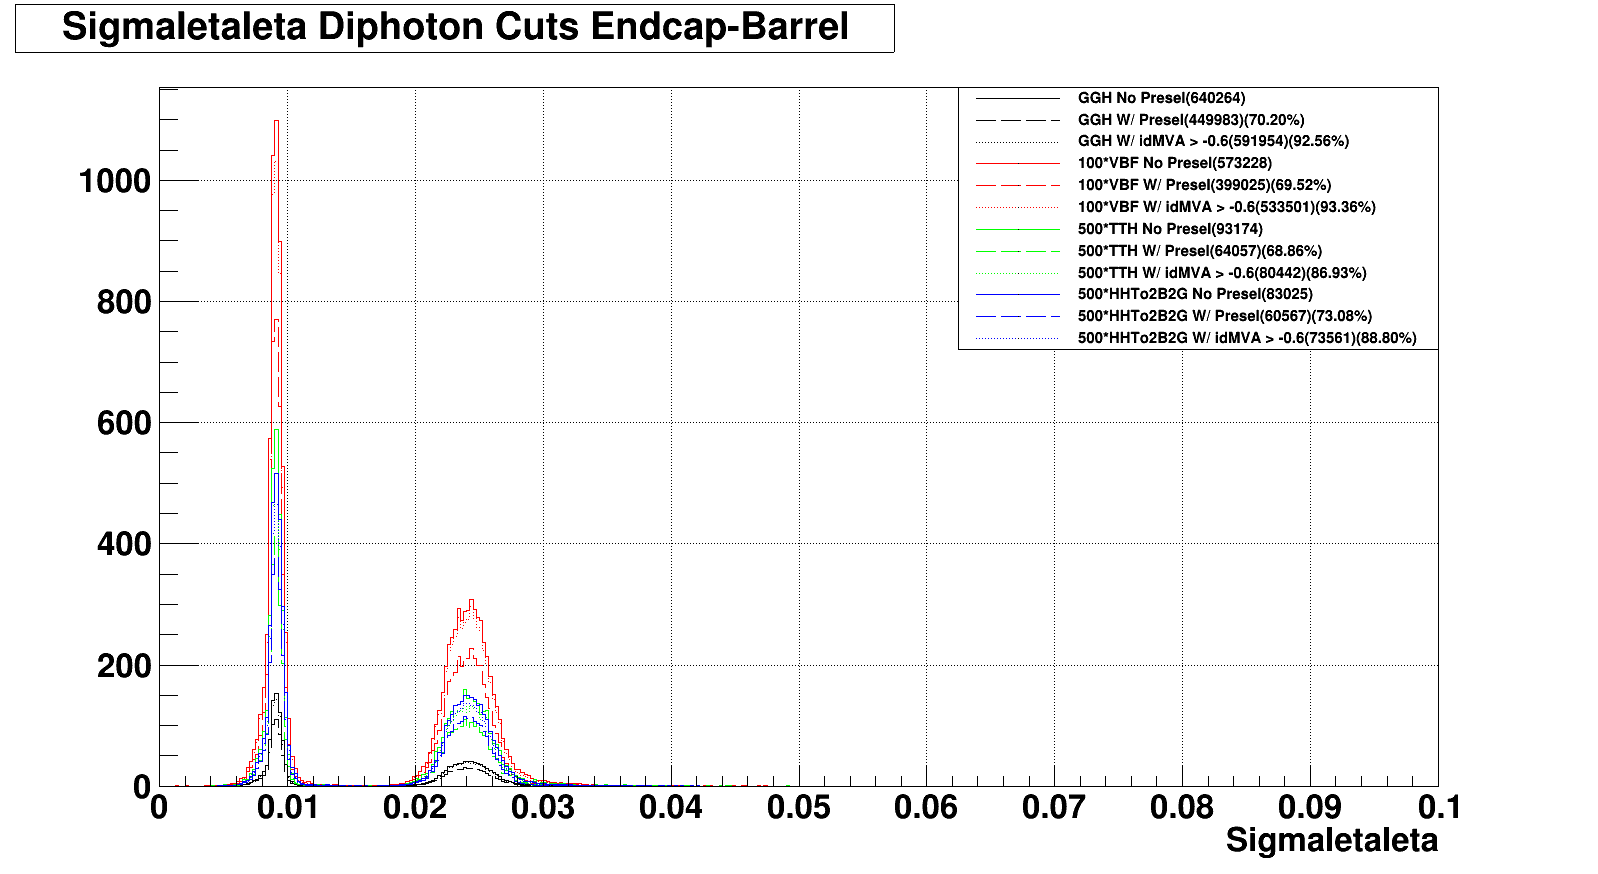 Sigmaletaleta Diphoton Cuts Endcap-Barrel
GGH No Presel(640264)
GGH W/ Presel(449983)(70.20%)
GGH W/ idMVA > -0.6(591954)(92.56%)
100*VBF No Presel(573228)
100*VBF W/ Presel(399025)(69.52%)
100*VBF W/ idMVA > -0.6(533501)(93.36%)
500*TTH No Presel(93174)
500*TTH W/ Presel(64057)(68.86%)
500*TTH W/ idMVA > -0.6(80442)(86.93%)
500*HHTo2B2G No Presel(83025)
500*HHTo2B2G W/ Presel(60567)(73.08%)
500*HHTo2B2G W/ idMVA > -0.6(73561)(88.80%)
1000
800
600
400
200
0
0 0.01 0.02 0.03 0.04 0.05 0.06 0.07 0.08 0.09 0.1
Sigmaletaleta